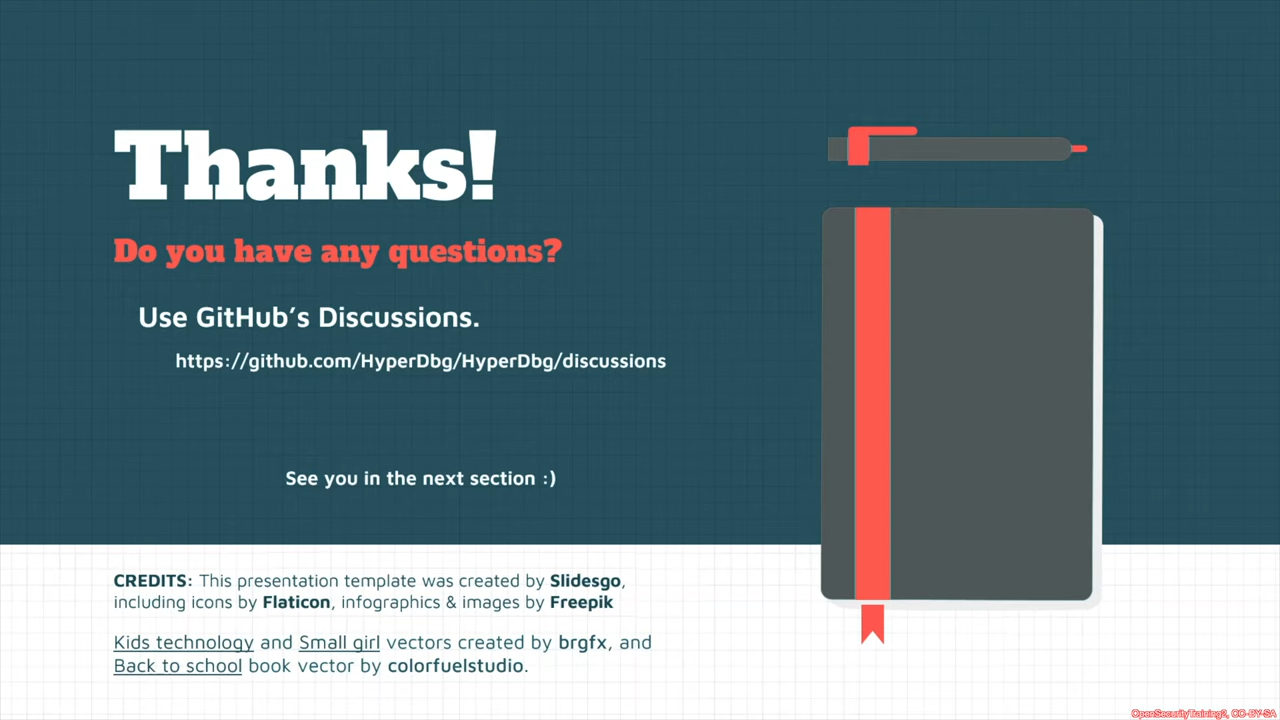 Thanks!
Do you have any questions?
Use GitHub’s Discussions.
https://github.com/HyperDbg/HyperDbg/discussions
See you in the next section :)
CREDITS: This presentation template was created by Slidesgo,
including icons by Flaticon, infographics & images by Freepik
Kids technology and Small girl vectors created by brgfx, and
Back to school book vector by colorfuelstudio.
OpenSecurityTraining2, CC-BY-SA